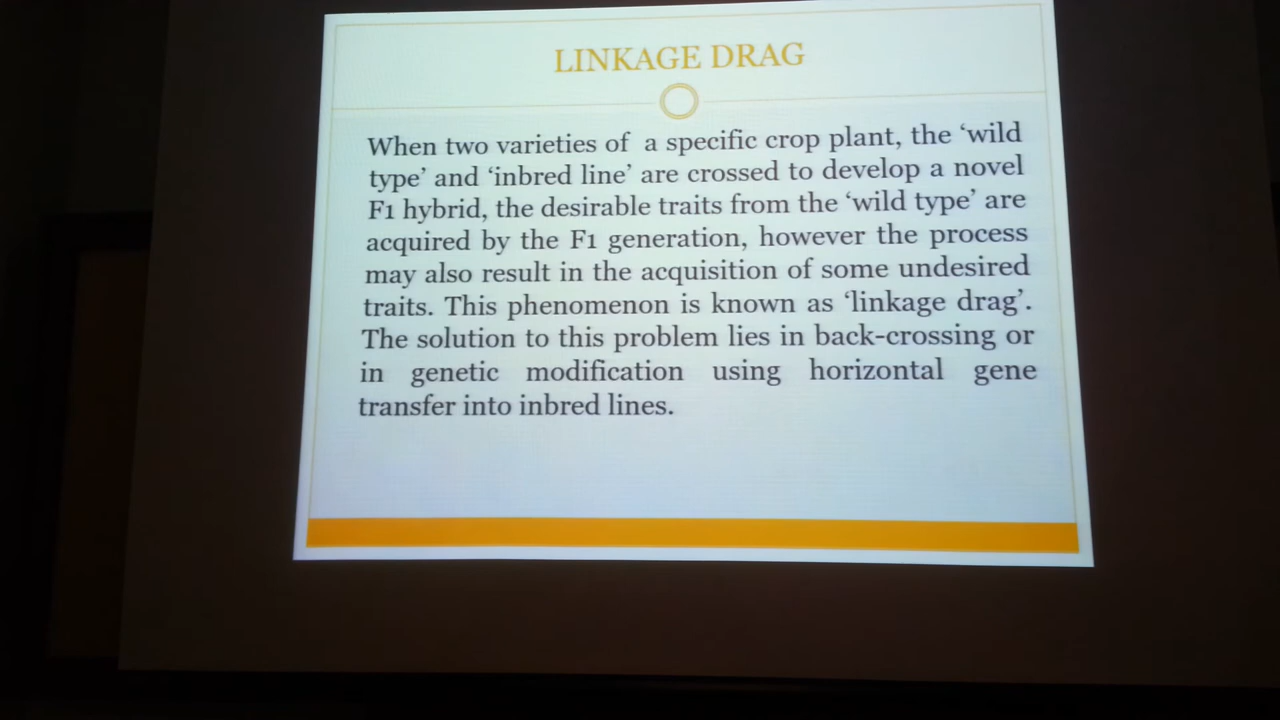 LINKAGE DRAG
When two varieties of a specific crop plant, the ‘wild
type’ and ‘inbred line’ are crossed to develop a novel
F1 hybrid, the desirable traits from the ‘wild type’ are
acquired by the F1 generation, however the process
may also result in the acquisition of some undesired
traits. This phenomenon is known as ‘linkage drag’.
The solution to this problem lies in back-crossing or
in genetic modification using horizontal gene
transfer into inbred lines.